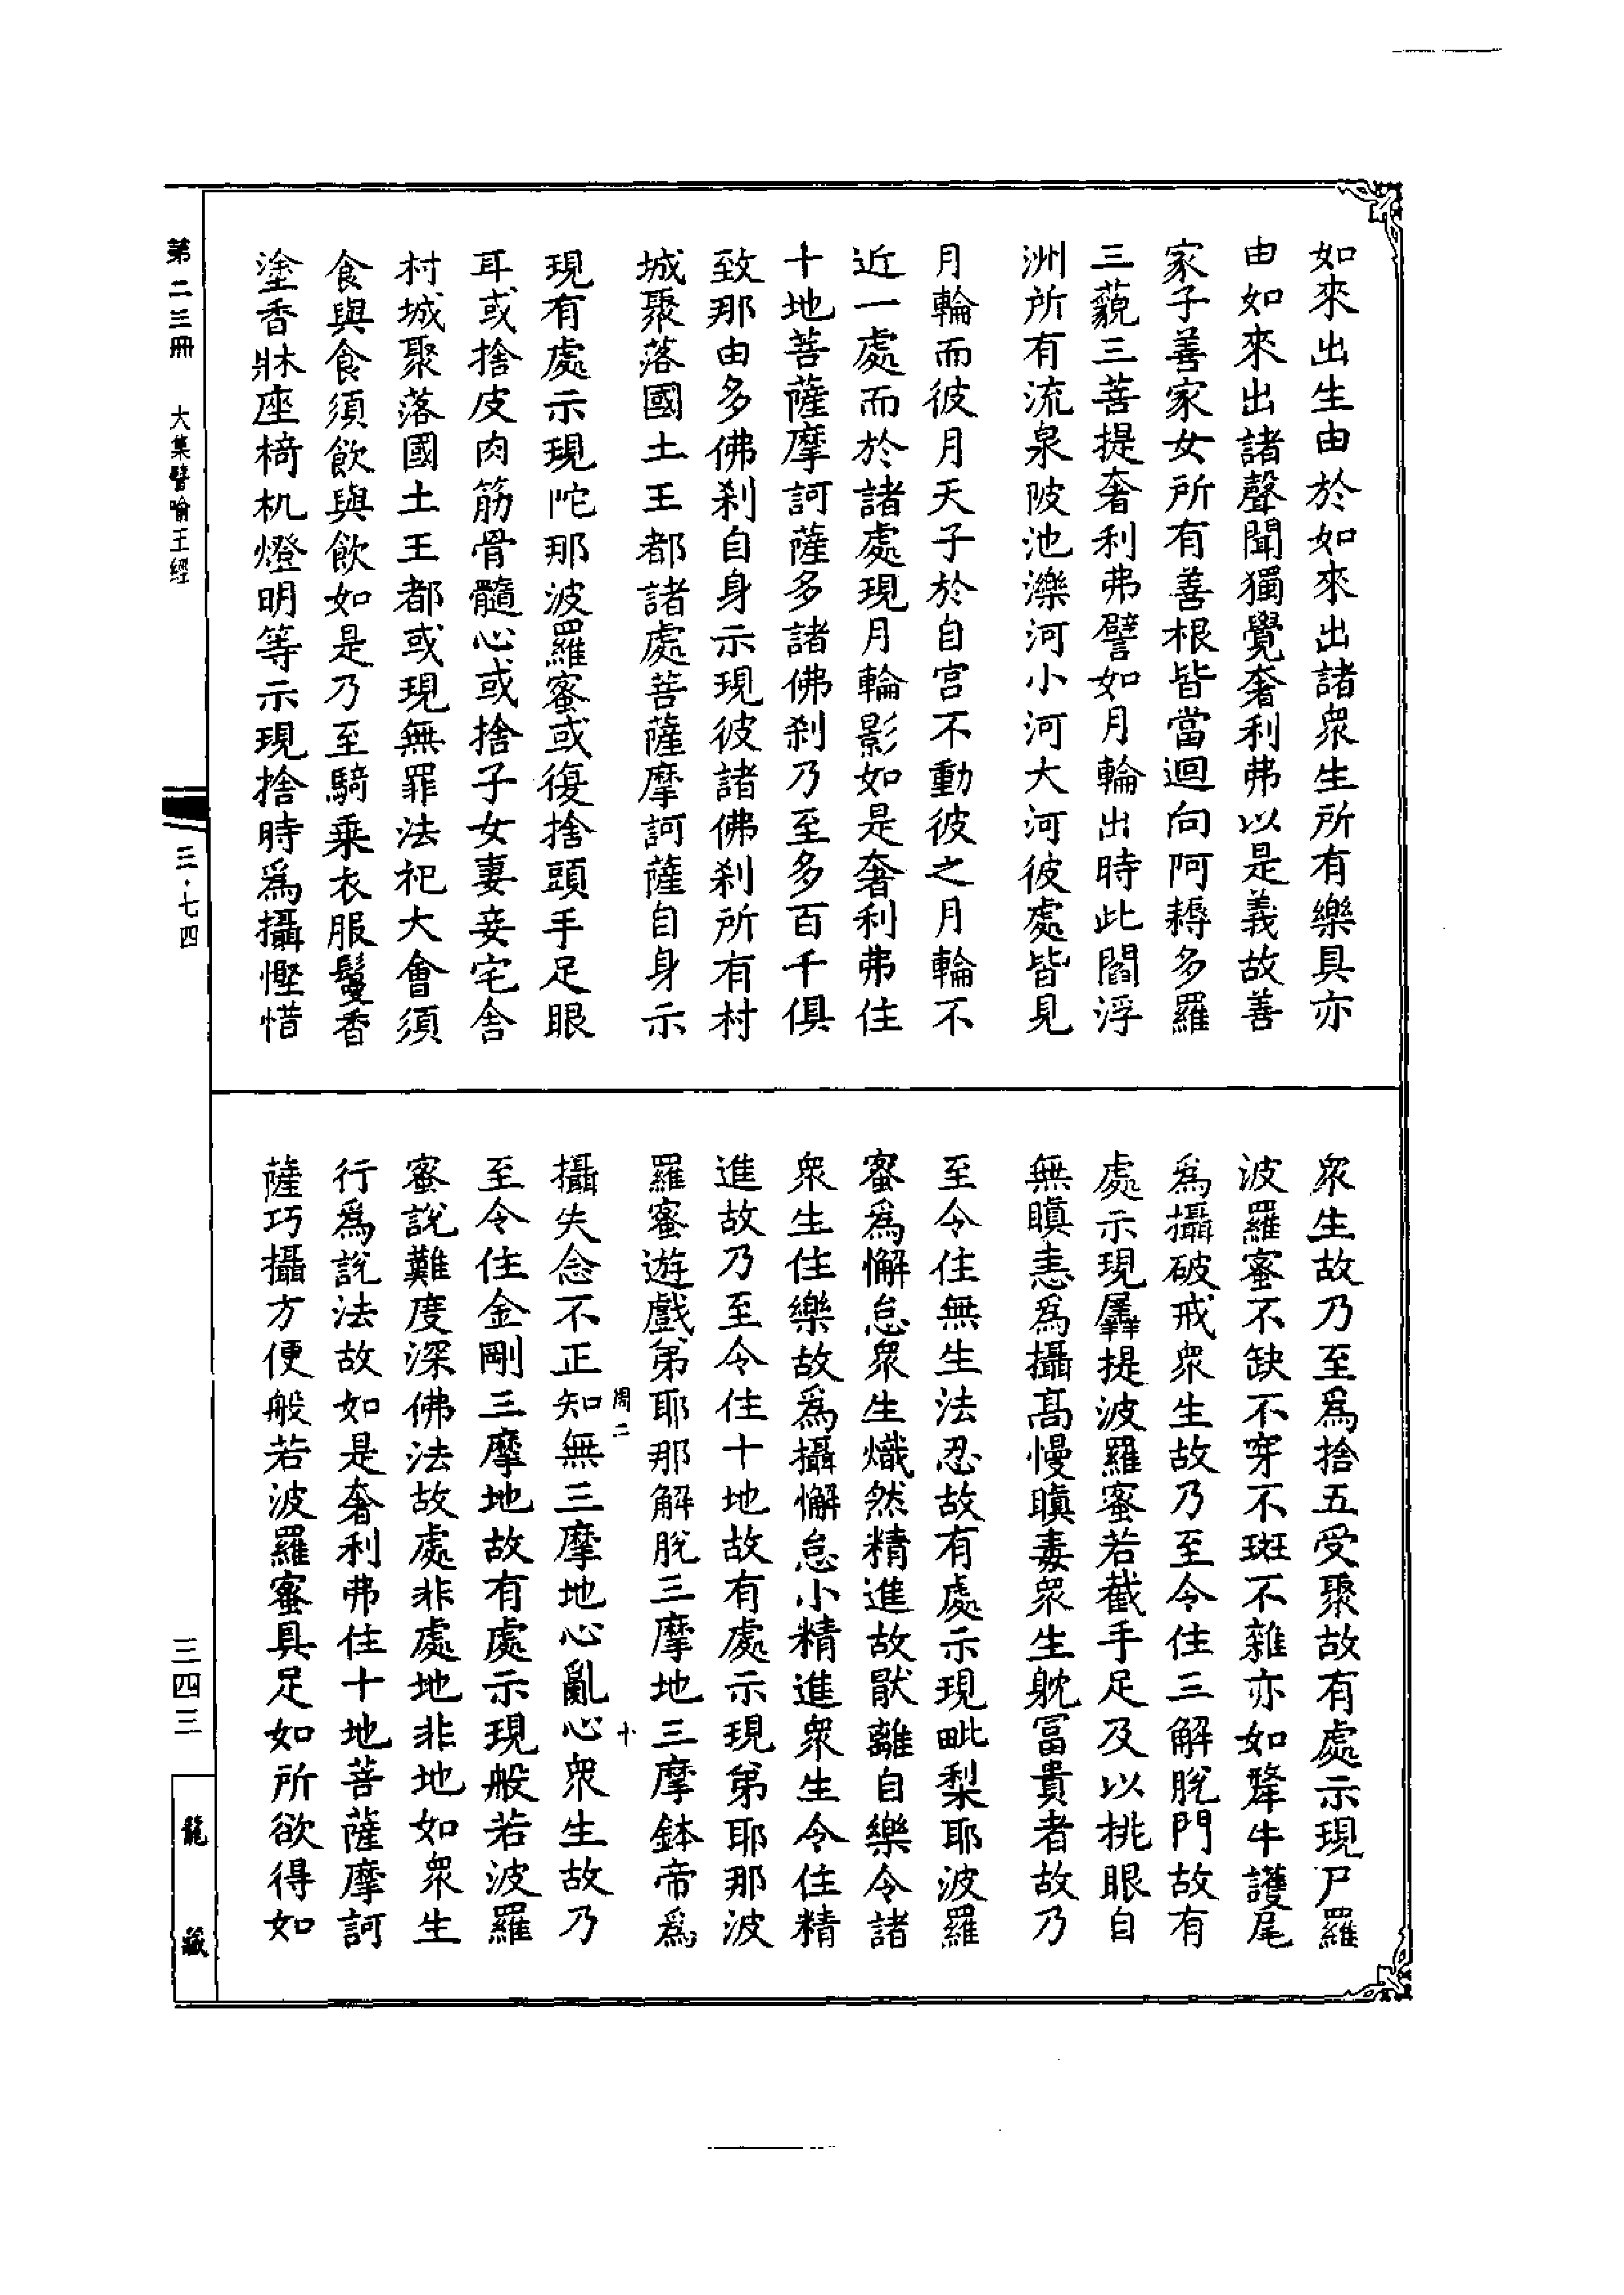 如來出生由於如來出諸衆生所有樂具亦
由如來出諸聲聞獨覺奢利弗以是義故善
家子善家女所有善根皆當迴向阿耨多羅
三藐三菩提奢利弗譬如月輪出時此閻浮
洲所有流泉陂池濼河小河大河彼處皆見
月輪而彼月天子於自宮不動彼之月輪不
近一處而於諸處現月輪影如是奢利弗住
十地菩薩摩訶薩多諸佛刹乃至多百千俱
致那由多佛刹自身示現彼諸佛刹所有村
城聚落國土王都諸處菩薩摩訶薩自身示
現有處示現陀那波羅蜜或復捨頭手足眼
耳或捨皮肉筋骨髓心或捨子女妻妾宅舍
村城聚落國土王都或現無罪法祀大會須
食與食須飲與飲如是乃至騎乗衣服鬘香
塗香牀座椅机燈明等示現捨時爲攝慳惜
衆生故乃至爲捨五受聚故有處示現尸羅
波羅蜜不缺不穿不斑不雜亦如犛牛護尾
爲攝破戒衆生故乃至令住三解脫門故有
處示現羼提波羅蜜若截手足及以挑眼自
無瞋恚爲攝髙慢瞋毒衆生躭冨貴者故乃
至令住無生法忍故有處示現毗梨耶波羅
蜜爲懈怠衆生熾然精進故猒離自樂令諸
衆生住樂故爲攝懈怠小精進衆生令住精
進故乃至令住十地故有處示現第耶那波
羅蜜遊戲第耶那解脫三摩地三摩鉢帝爲
周二 十
攝失念不正知無三摩地心亂心衆生故乃
至令住金剛三摩地故有處示現般若波羅
蜜說難度深佛法故處非處地非地如衆生
行爲說法故如是奢利弗住十地菩薩摩訶
薩巧攝方便般若波羅蜜具足如所欲得如
第二三冊 大集譬喻王經
三·七四
三四三
龍藏